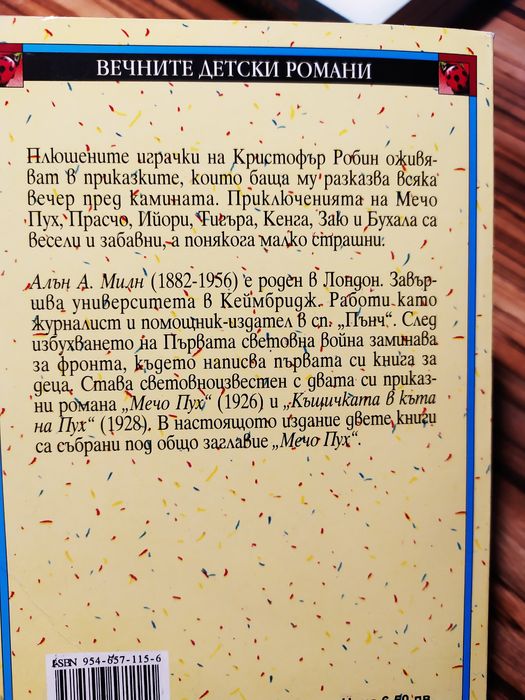 ВЕЧНИТЕ ДЕТСКИ РОМАНИ
Плюшените играчки на Кристофър Робин оживя-
ват в приказките, които баща му разказва всяка
вечер пред камината. Приключенията на Мечо
Пух, Прасчо, Ийори, Тигъра, Кенга, Заю и Бухала са
весели и забавни, а понякога малко страшни.
Алън А. Милн (1882-1956) е роден в Лондон. Завър-
шва университета в Кеймбридж. Работи като
журналист и помощник-издател в сп. „Пънч“. След
избухването на Първата световна война заминава
за фронта, където написва първата си книга за
деца. Става световноизвестен с двата си приказ-
ни романа „Мечо Пух“ (1926) и „Къщичката в къта
на Пух“ (1928). В настоящото издание двете книги
са събрани под общо заглавие „Мечо Пух“.
ISBN 954-657-115-6